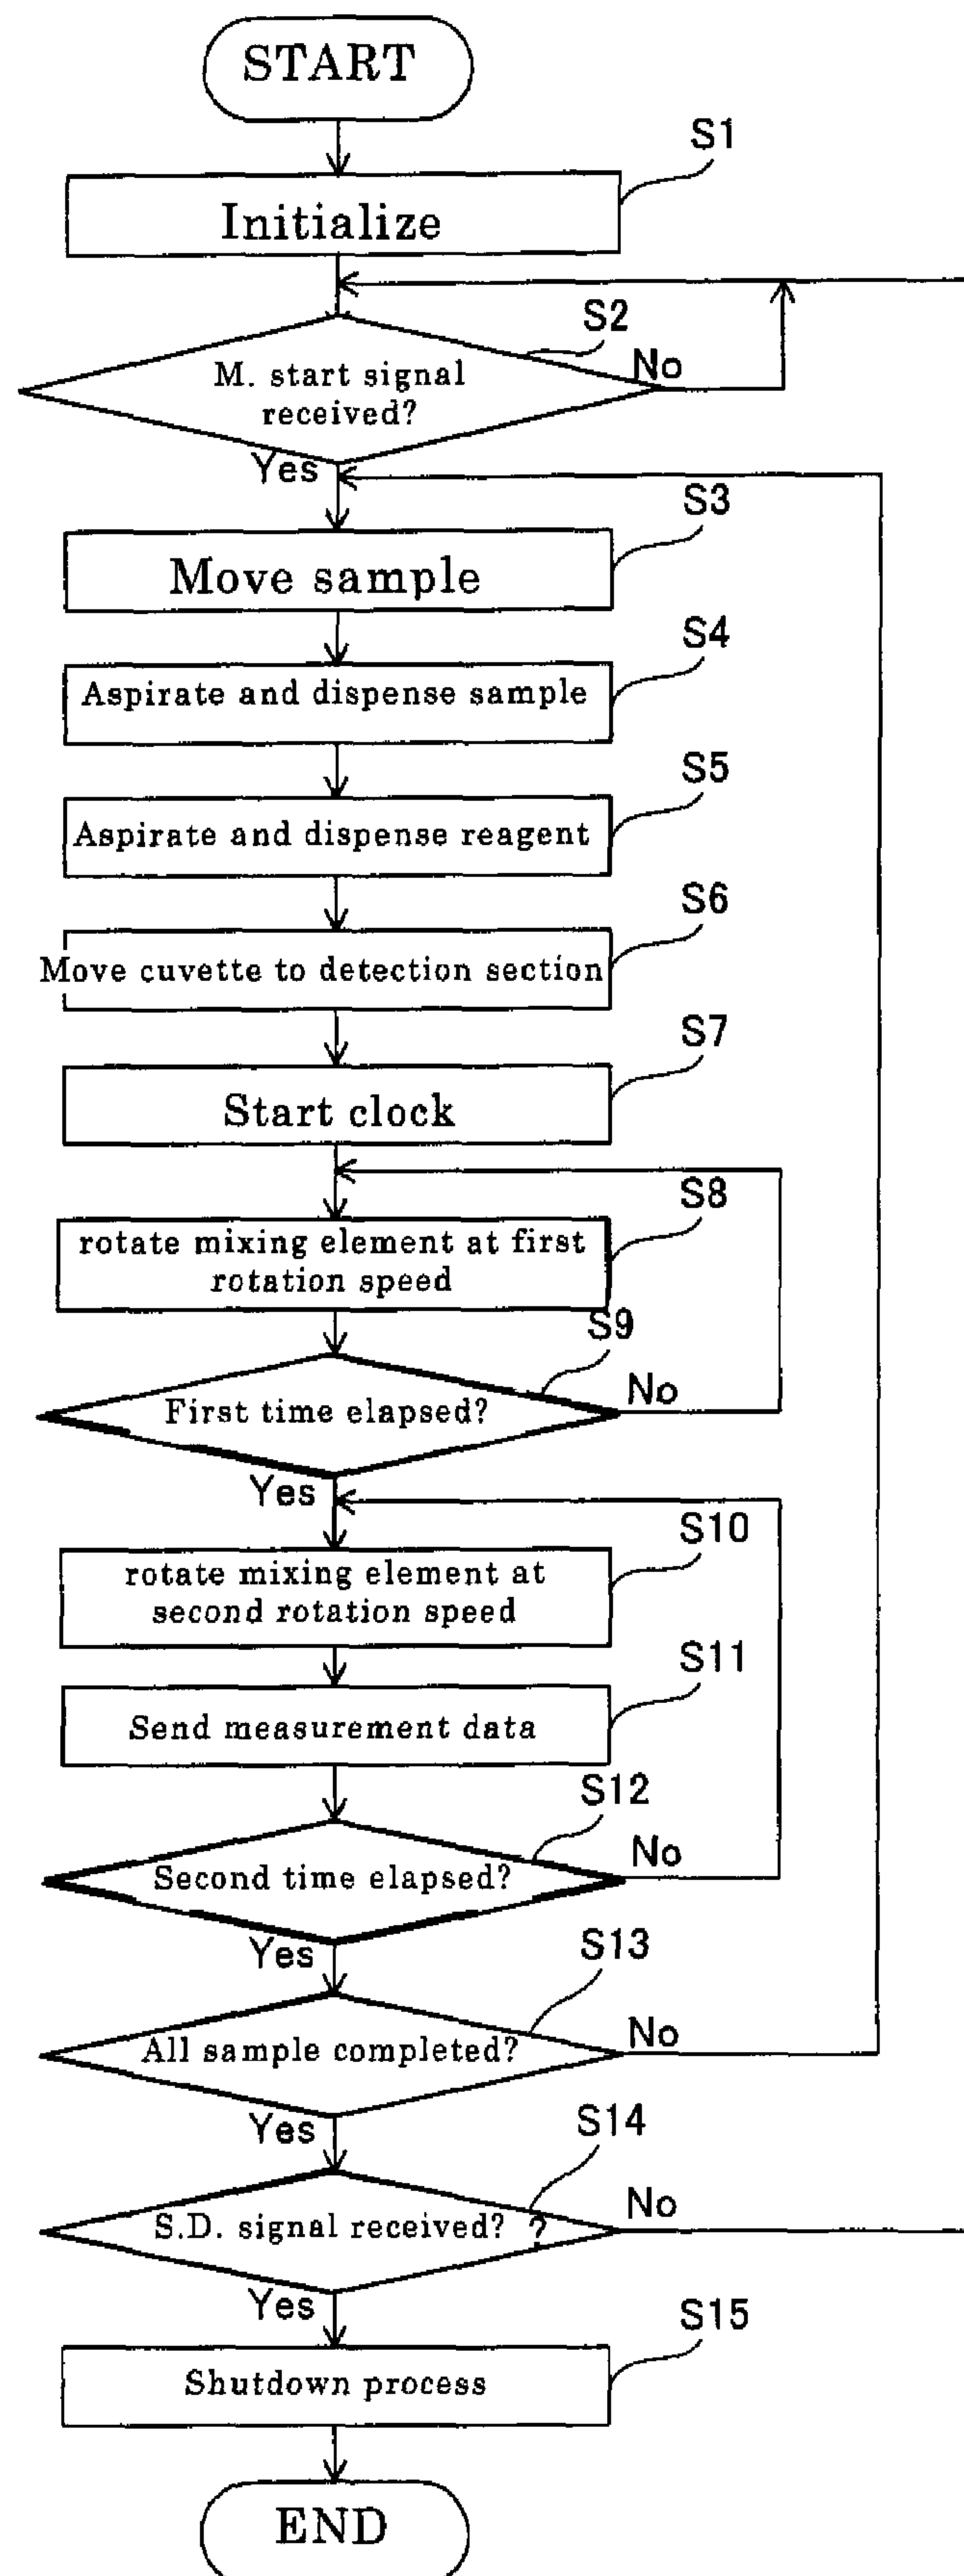 START
S1
Initialize
S2
No
M. start signal
received?
Yes
S3
Move sample
S4
Aspirate and dispense sample
S5
Aspirate and dispense reagent
S6
Move cuvette to detection section
S7
Start clock
S8
rotate mixing element at first
rotation speed
S9
No
First time elapsed?
Yes
S10
rotate mixing element at
second rotation speed
S11
Send measurement data
S12
No
Second time elapsed?
Yes
S13
No
All sample completed?
Yes
S14
No
S.D. signal received? ?
Yes
S15
Shutdown process
END